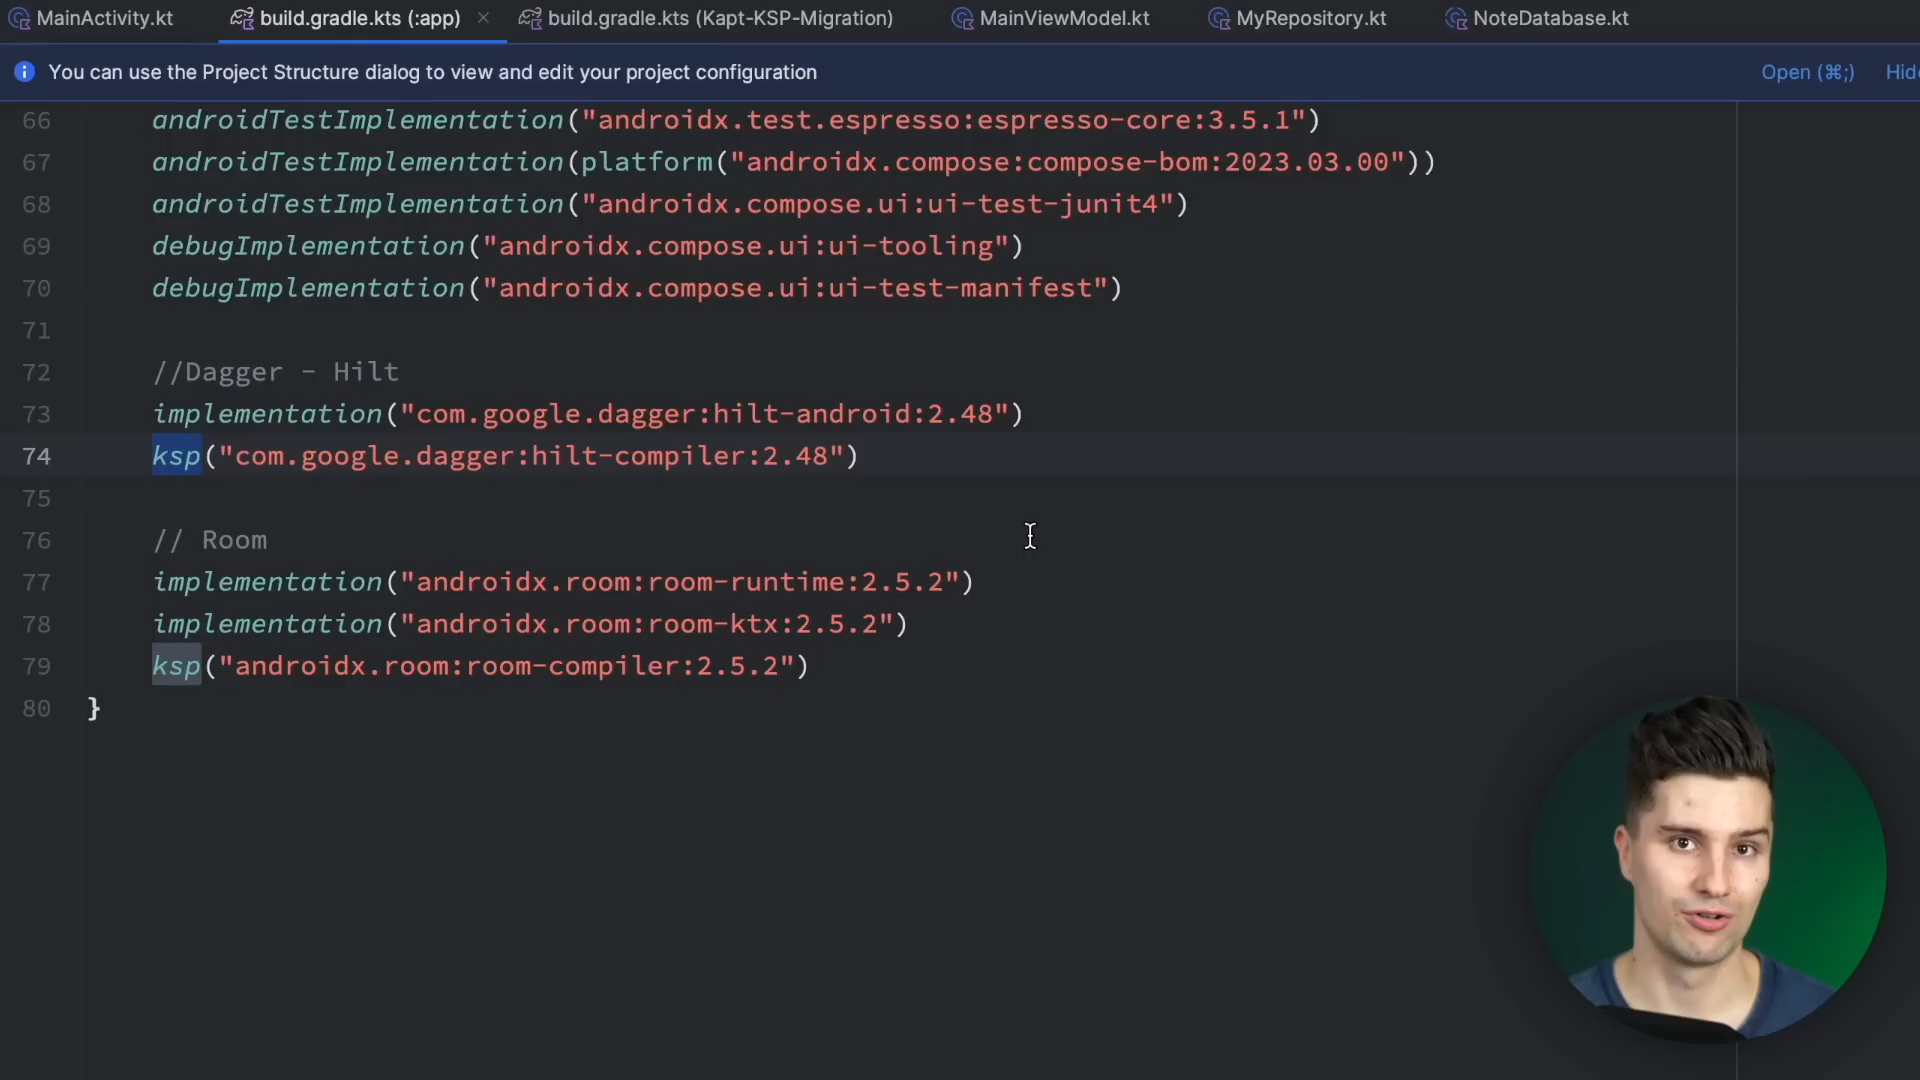 MainActivity.kt build.gradle.kts (:app) build.gradle.kts (Kapt-KSP-Migration) MainViewModel.kt MyRepository.kt NoteDatabase.kt
You can use the Project Structure dialog to view and edit your project configuration Open (⌘;) Hid
66 androidTestImplementation("androidx.test.espresso:espresso-core:3.5.1")
67 androidTestImplementation(platform("androidx.compose:compose-bom:2023.03.00"))
68 androidTestImplementation("androidx.compose.ui:ui-test-junit4")
69 debugImplementation("androidx.compose.ui:ui-tooling")
70 debugImplementation("androidx.compose.ui:ui-test-manifest")
71
72 //Dagger - Hilt
73 implementation("com.google.dagger:hilt-android:2.48")
74 ksp("com.google.dagger:hilt-compiler:2.48")
75
76 // Room
77 implementation("androidx.room:room-runtime:2.5.2")
78 implementation("androidx.room:room-ktx:2.5.2")
79 ksp("androidx.room:room-compiler:2.5.2")
80 }